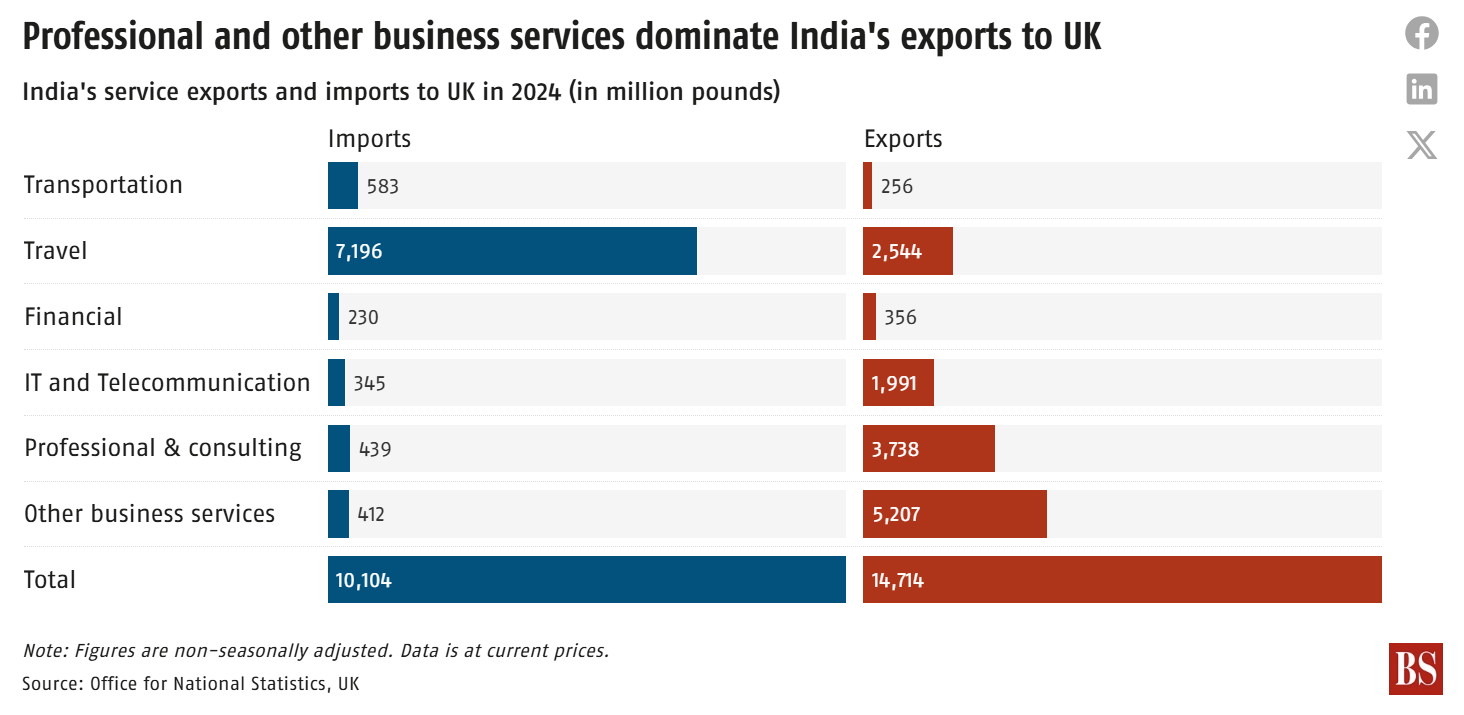 Professional and other business services dominate India's exports to UK
India's service exports and imports to UK in 2024 (in million pounds)
Imports Exports
Transportation 583 256
Travel 7,196 2,544
Financial 230 356
IT and Telecommunication 345 1,991
Professional & consulting 439 3,738
Other business services 412 5,207
Total 10,104 14,714
Note: Figures are non-seasonally adjusted. Data is at current prices.
Source: Office for National Statistics, UK
BS